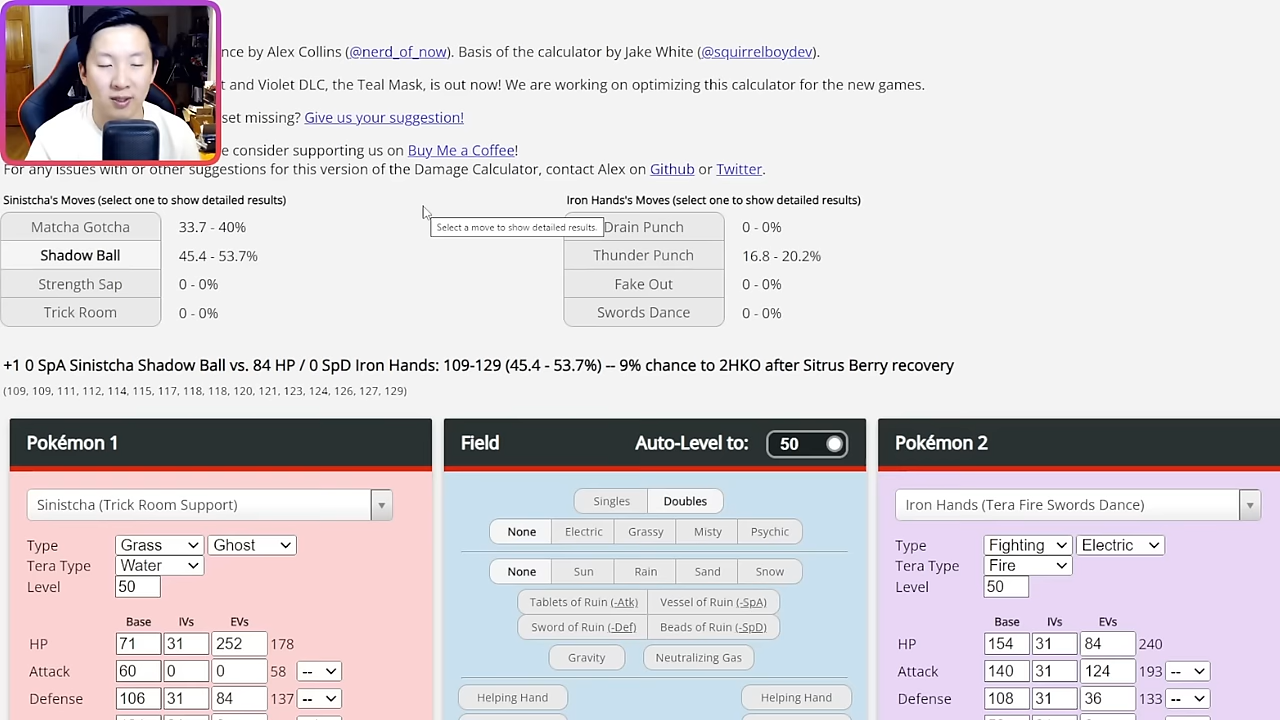 nce by Alex Collins (@nerd_of_now). Basis of the calculator by Jake White (@squirrelboydev).
t and Violet DLC, the Teal Mask, is out now! We are working on optimizing this calculator for the new games.
set missing? Give us your suggestion!
e consider supporting us on Buy Me a Coffee!
For any issues with or other suggestions for this version of the Damage Calculator, contact Alex on Github or Twitter.
Sinistcha's Moves (select one to show detailed results)
Matcha Gotcha 33.7 - 40%
Shadow Ball 45.4 - 53.7%
Strength Sap 0 - 0%
Trick Room 0 - 0%
Select a move to show detailed results.
Iron Hands's Moves (select one to show detailed results)
Drain Punch 0 - 0%
Thunder Punch 16.8 - 20.2%
Fake Out 0 - 0%
Swords Dance 0 - 0%
+1 0 SpA Sinistcha Shadow Ball vs. 84 HP / 0 SpD Iron Hands: 109-129 (45.4 - 53.7%) -- 9% chance to 2HKO after Sitrus Berry recovery
(109, 109, 111, 112, 114, 115, 117, 118, 118, 120, 121, 123, 124, 126, 127, 129)
Pokémon 1
Sinistcha (Trick Room Support)
Type Grass Ghost
Tera Type Water
Level 50
Base IVs EVs
HP 71 31 252 178
Attack 60 0 0 58 --
Defense 106 31 84 137 --
Field Auto-Level to: 50
Singles Doubles
None Electric Grassy Misty Psychic
None Sun Rain Sand Snow
Tablets of Ruin (-Atk) Vessel of Ruin (-SpA)
Sword of Ruin (-Def) Beads of Ruin (-SpD)
Gravity Neutralizing Gas
Helping Hand Helping Hand
Pokémon 2
Iron Hands (Tera Fire Swords Dance)
Type Fighting Electric
Tera Type Fire
Level 50
Base IVs EVs
HP 154 31 84 240
Attack 140 31 124 193 --
Defense 108 31 36 133 --